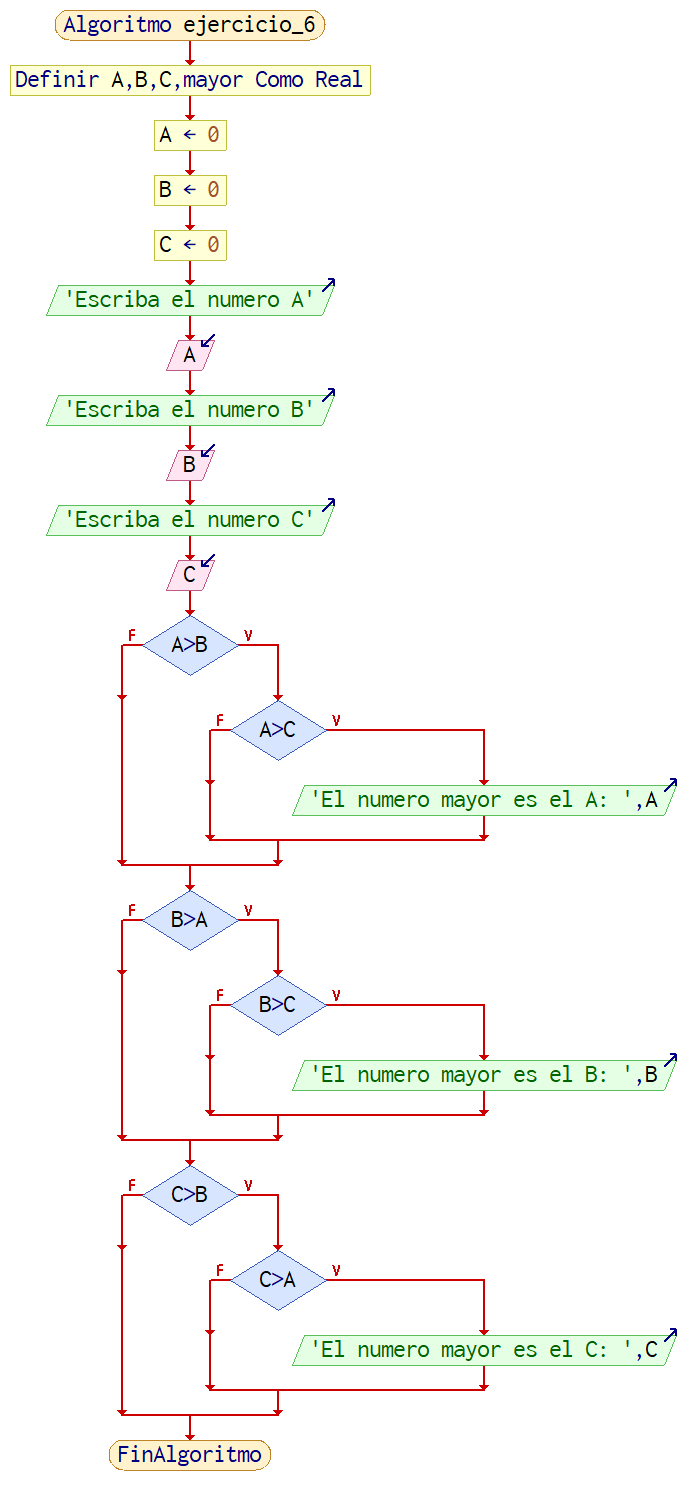 Algoritmo ejercicio_6
Definir A,B,C,mayor Como Real
A ← 0
B ← 0
C ← 0
'Escriba el numero A'
A
'Escriba el numero B'
B
'Escriba el numero C'
C
F A>B V
F A>C V
'El numero mayor es el A: ',A
F B>A V
F B>C V
'El numero mayor es el B: ',B
F C>B V
F C>A V
'El numero mayor es el C: ',C
FinAlgoritmo